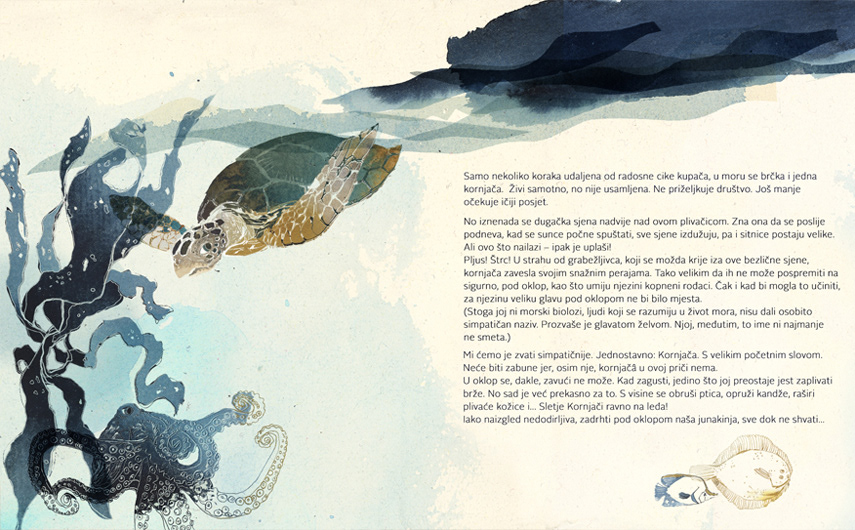 Samo nekoliko koraka udaljena od radosne cike kupača, u moru se brčka i jedna
kornjača.  Živi samotno, no nije usamljena. Ne priželjkuje društvo. Još manje
očekuje ičiji posjet.
No iznenada se dugačka sjena nadvije nad ovom plivačicom. Zna ona da se poslije
podneva, kad se sunce počne spuštati, sve sjene izdužuju, pa i sitnice postaju velike.
Ali ovo što nailazi – ipak je uplaši!
Pljus! Štrc! U strahu od grabežljivca, koji se možda krije iza ove bezlične sjene,
kornjača zavesla svojim snažnim perajama. Tako velikim da ih ne može pospremiti na
sigurno, pod oklop, kao što umiju njezini kopneni rođaci. Čak i kad bi mogla to učiniti,
za njezinu veliku glavu pod oklopom ne bi bilo mjesta.
(Stoga joj ni morski biolozi, ljudi koji se razumiju u život mora, nisu dali osobito
simpatičan naziv. Prozvaše je glavatom želvom. Njoj, međutim, to ime ni najmanje
ne smeta.)
Mi ćemo je zvati simpatičnije. Jednostavno: Kornjača. S velikim početnim slovom.
Neće biti zabune jer, osim nje, kornjačâ u ovoj priči nema.
U oklop se, dakle, zavući ne može. Kad zagusti, jedino što joj preostaje jest zaplivati
brže. No sad je već prekasno za to. S visine se obruši ptica, opruži kandže, raširi
plivaće kožice i... Sletje Kornjači ravno na leđa!
Iako naizgled nedodirljiva, zadrhti pod oklopom naša junakinja, sve dok ne shvati...